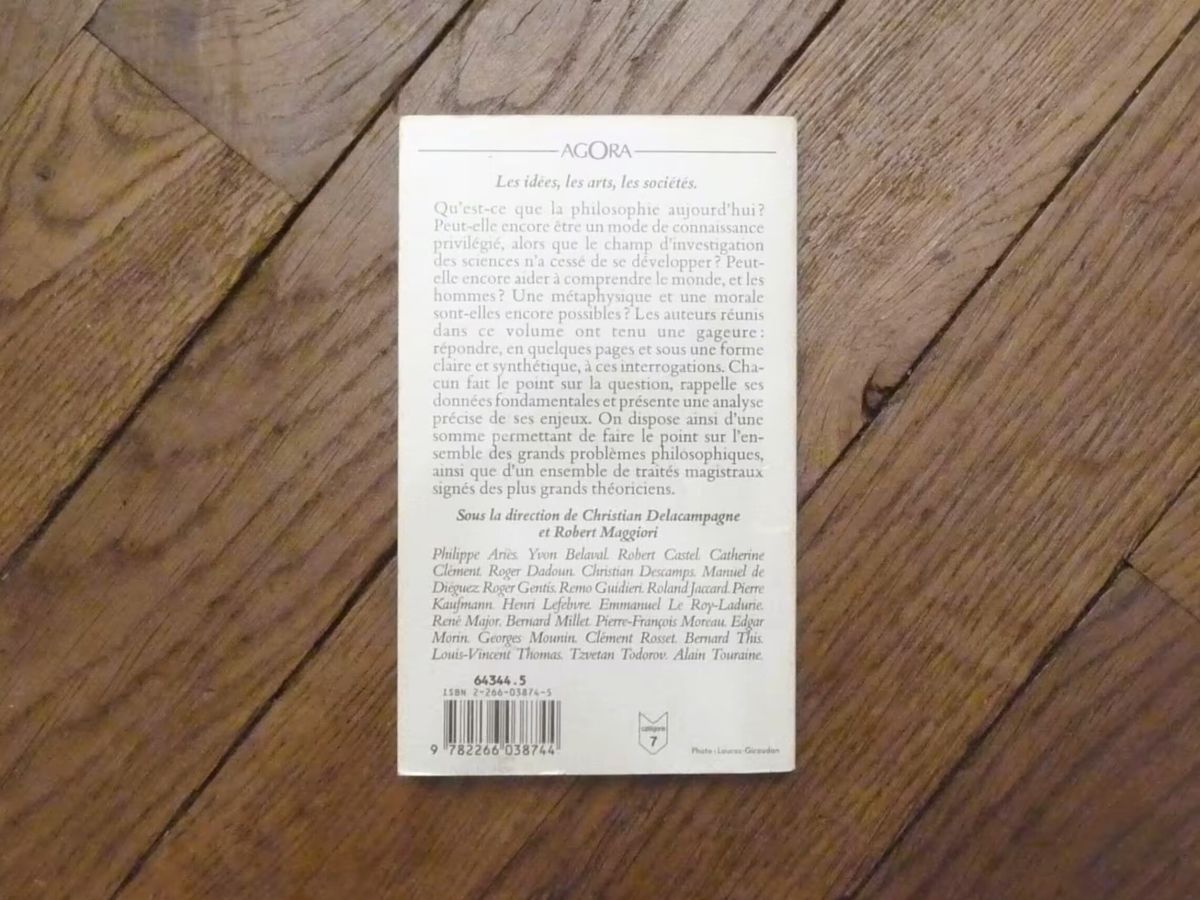 AGORA
Les idées, les arts, les sociétés.
Qu'est-ce que la philosophie aujourd'hui ?
Peut-elle encore être un mode de connaissance
privilégié, alors que le champ d'investigation
des sciences n'a cessé de se développer ? Peut-
elle encore aider à comprendre le monde, et les
hommes ? Une métaphysique et une morale
sont-elles encore possibles ? Les auteurs réunis
dans ce volume ont tenu une gageure :
répondre, en quelques pages et sous une forme
claire et synthétique, à ces interrogations. Cha-
cun fait le point sur la question, rappelle ses
données fondamentales et présente une analyse
précise de ses enjeux. On dispose ainsi d'une
somme permettant de faire le point sur l'en-
semble des grands problèmes philosophiques,
ainsi que d'un ensemble de traités magistraux
signés des plus grands théoriciens.
Sous la direction de Christian Delacampagne
et Robert Maggiori
Philippe Ariès. Yvon Belaval. Robert Castel. Catherine
Clément. Roger Dadoun. Christian Descamps. Manuel de
Diéguez. Roger Gentis. Remo Guidieri. Roland Jaccard. Pierre
Kaufmann. Henri Lefebvre. Emmanuel Le Roy-Ladurie.
René Major. Bernard Millet. Pierre-François Moreau. Edgar
Morin. Georges Mounin. Clément Rosset. Bernard This.
Louis-Vincent Thomas. Tzvetan Todorov. Alain Touraine.
64344.5
ISBN 2-266-03874-5
9 782266 038744
catégorie
7
Photo : Lauros-Giraudon